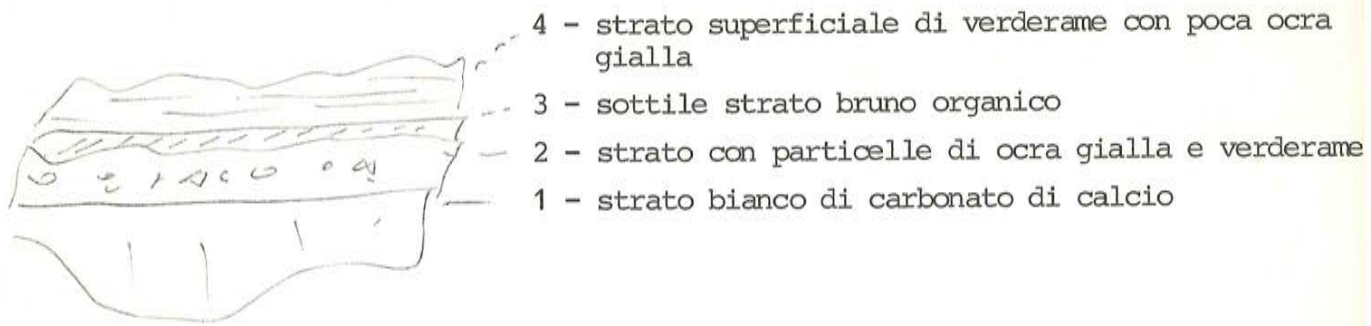 4 - strato superficiale di verderame con poca ocra
gialla
3 - sottile strato bruno organico
2 - strato con particelle di ocra gialla e verderame
1 - strato bianco di carbonato di calcio